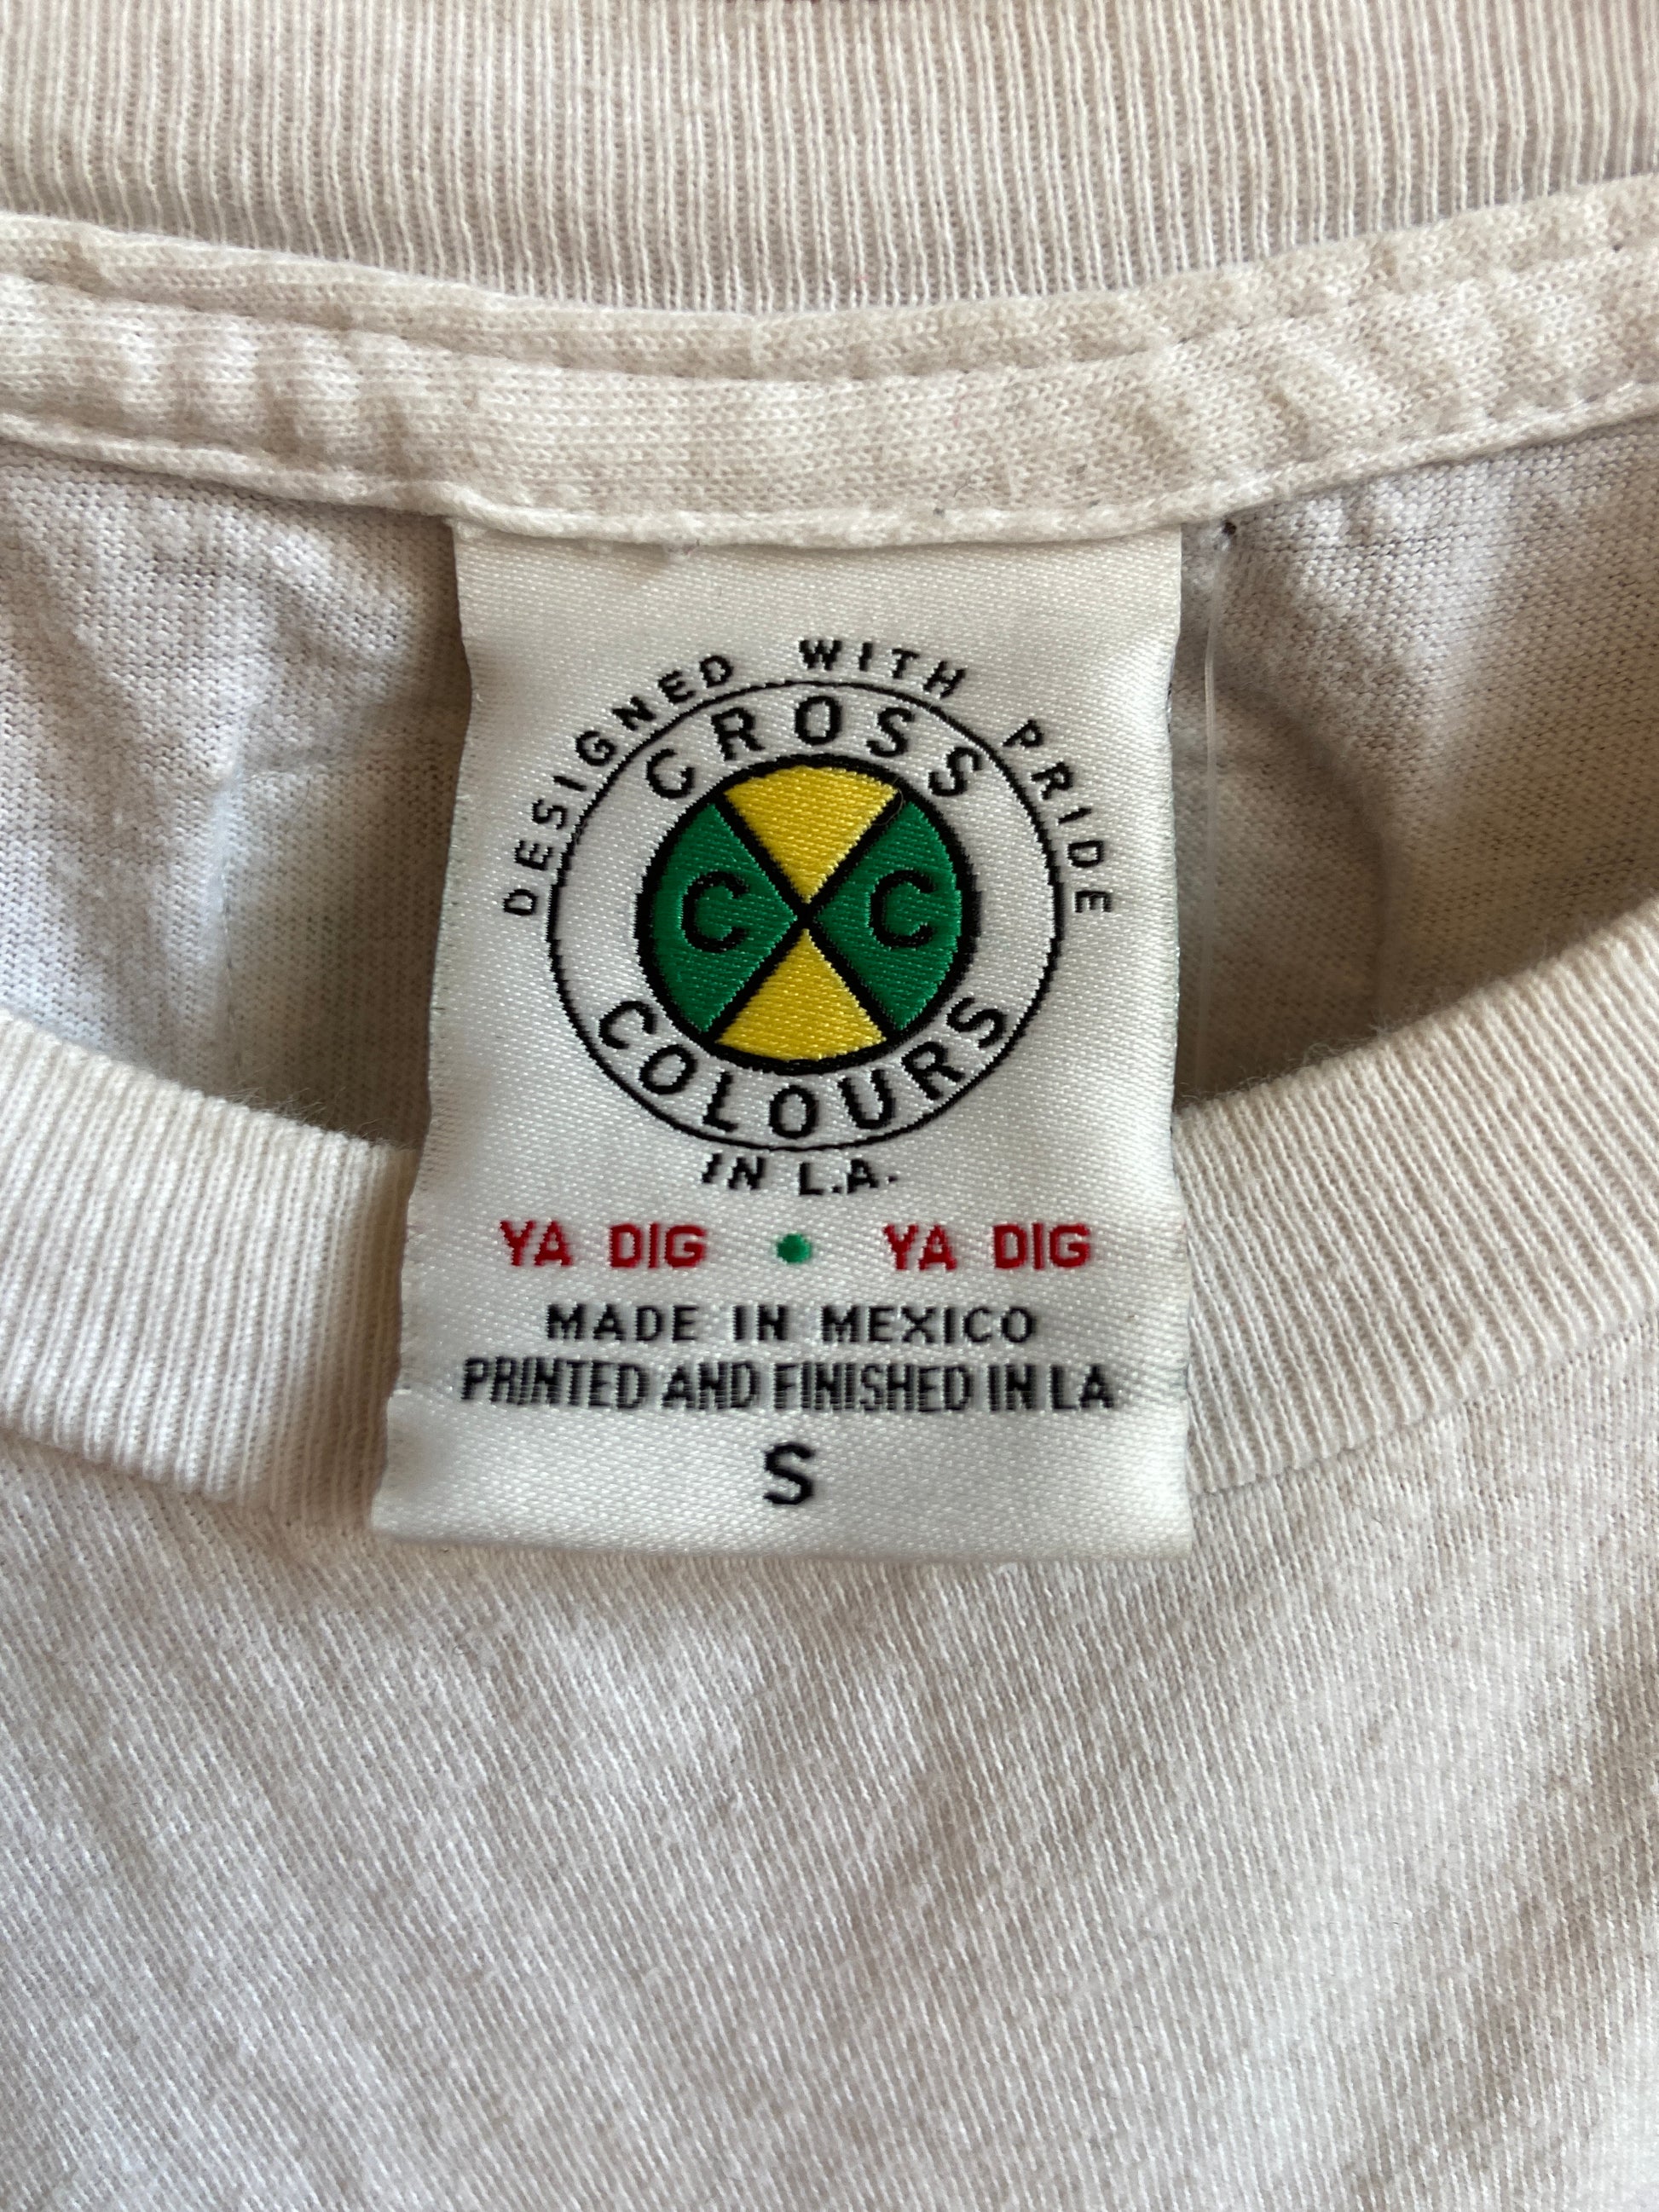 DESIGNED WITH PRIDE
CROSS
C C
COLOURS
IN L.A.
YA DIG • YA DIG
MADE IN MEXICO
PRINTED AND FINISHED IN LA
S